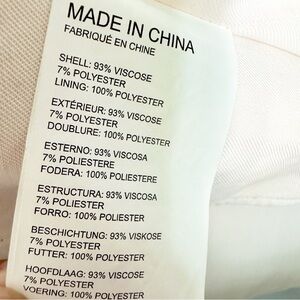 MADE IN CHINA
FABRIQUÉ EN CHINE
SHELL: 93% VISCOSE
7% POLYESTER
LINING: 100% POLYESTER
EXTÉRIEUR: 93% VISCOSE
7% POLYESTER
DOUBLURE: 100% POLYESTER
ESTERNO: 93% VISCOSA
7% POLIESTERE
FODERA: 100% POLIESTERE
ESTRUCTURA: 93% VISCOSA
7% POLIESTER
FORRO: 100% POLIESTER
BESCHICHTUNG: 93% VISKOSE
7% POLYESTER
FUTTER: 100% POLYESTER
HOOFDLAAG: 93% VISCOSE
7% POLYESTER
VOERING: 100% POLYESTER